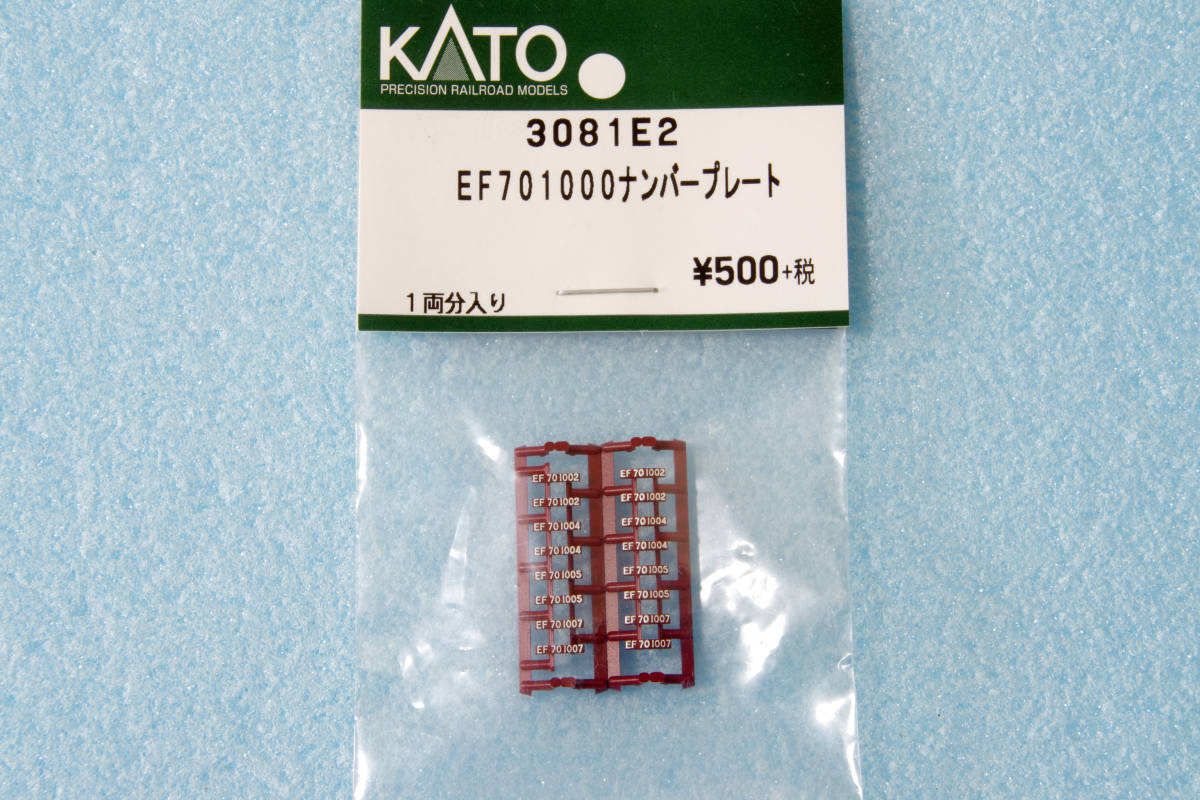 KATO
PRECISION RAILROAD MODELS
3081E2
EF701000ナンバープレート
¥500+税
1両分入り
EF701002 EF701002
EF701002 EF701002
EF701004 EF701004
EF701004 EF701004
EF701005 EF701005
EF701005 EF701005
EF701007 EF701007
EF701007 EF701007